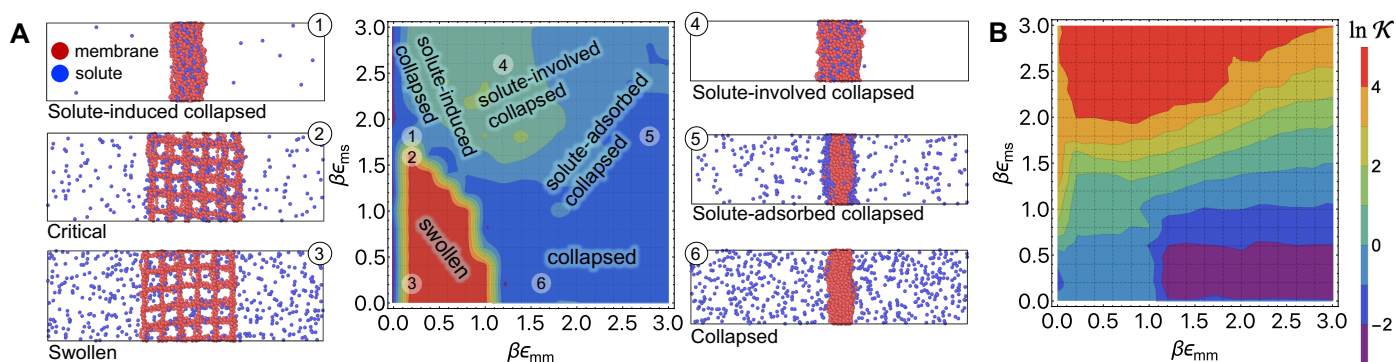 A
membrane
solute
1
Solute-induced collapsed
2
Critical
3
Swollen
βϵms
3.0
2.5
2.0
1.5
1.0
0.5
0.0
0.0 0.5 1.0 1.5 2.0 2.5 3.0
βϵmm
solute-induced
collapsed
solute-involved
collapsed
solute-adsorbed
collapsed
swollen
collapsed
1
2
3
4
5
6
4
Solute-involved collapsed
5
Solute-adsorbed collapsed
6
Collapsed
B
βϵms
3.0
2.5
2.0
1.5
1.0
0.5
0.0
0.0 0.5 1.0 1.5 2.0 2.5 3.0
βϵmm
ln 𝒦
4
2
0
−2